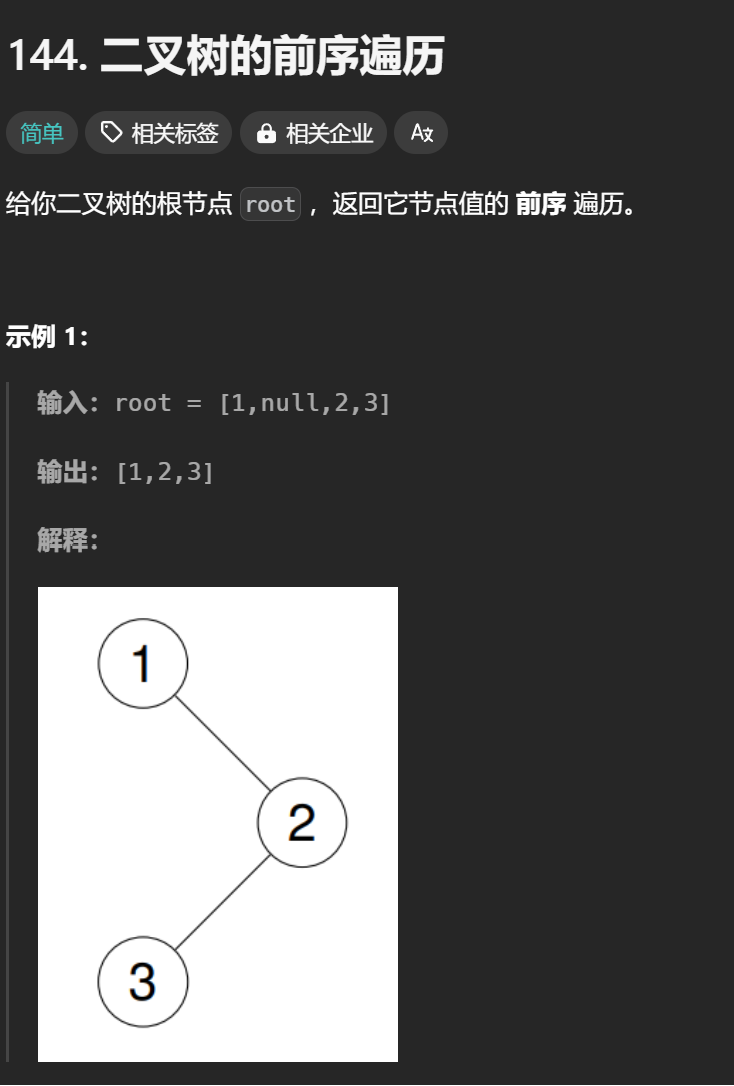 144. 二叉树的前序遍历
简单 相关标签 相关企业 A文
给你二叉树的根节点 root ，返回它节点值的 前序 遍历。
示例 1：
输入：root = [1,null,2,3]
输出：[1,2,3]
解释：
1
2
3